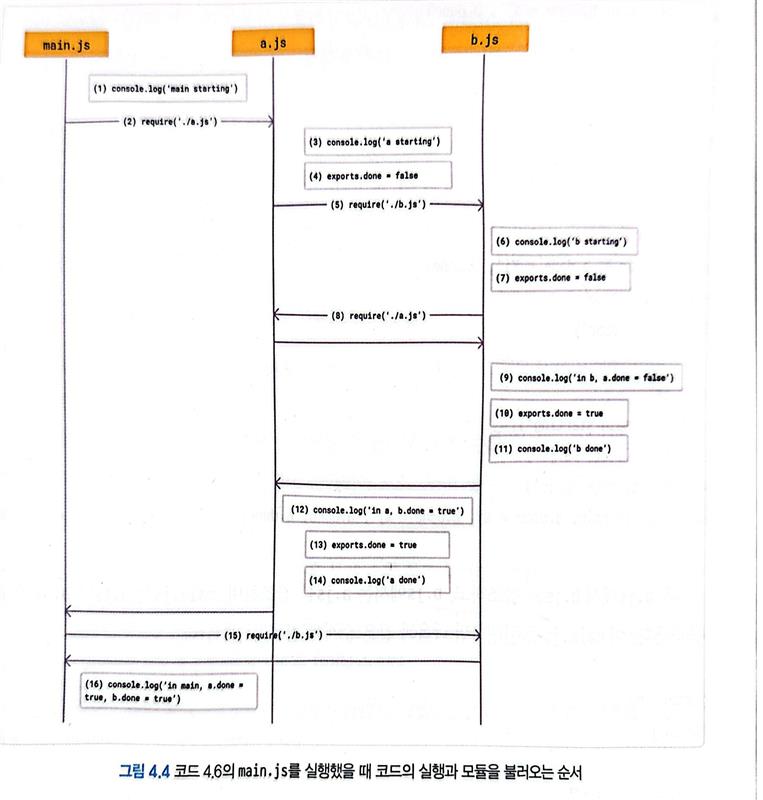 main.js
a.js
b.js
(1) console.log('main starting')
(2) require('./a.js')
(3) console.log('a starting')
(4) exports.done = false
(5) require('./b.js')
(6) console.log('b starting')
(7) exports.done = false
(8) require('./a.js')
(9) console.log('in b, a.done = false')
(10) exports.done = true
(11) console.log('b done')
(12) console.log('in a, b.done = true')
(13) exports.done = true
(14) console.log('a done')
(15) require('./b.js')
(16) console.log('in main, a.done =
true, b.done = true')
그림 4.4 코드 4.6의 main.js를 실행했을 때 코드의 실행과 모듈을 불러오는 순서